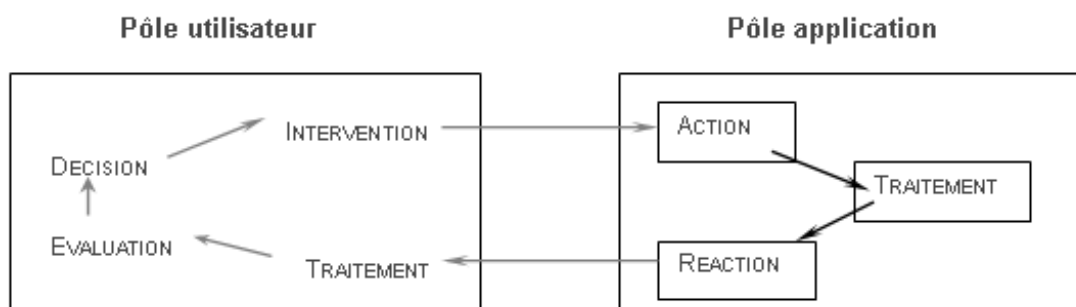 Pôle utilisateur
Pôle application
INTERVENTION
DECISION
EVALUATION
TRAITEMENT
ACTION
TRAITEMENT
REACTION